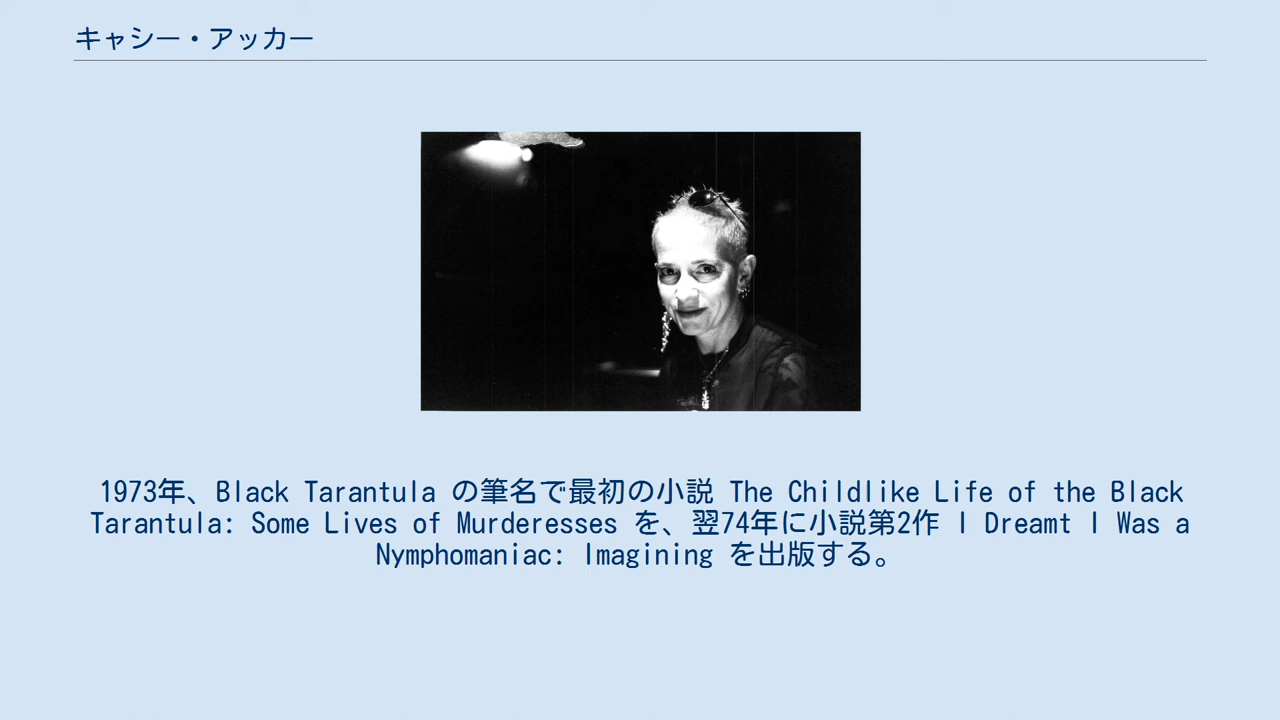 キャシー・アッカー
1973年、Black Tarantula の筆名で最初の小説 The Childlike Life of the Black
Tarantula: Some Lives of Murderesses を、翌74年に小説第2作 I Dreamt I Was a
Nymphomaniac: Imagining を出版する。